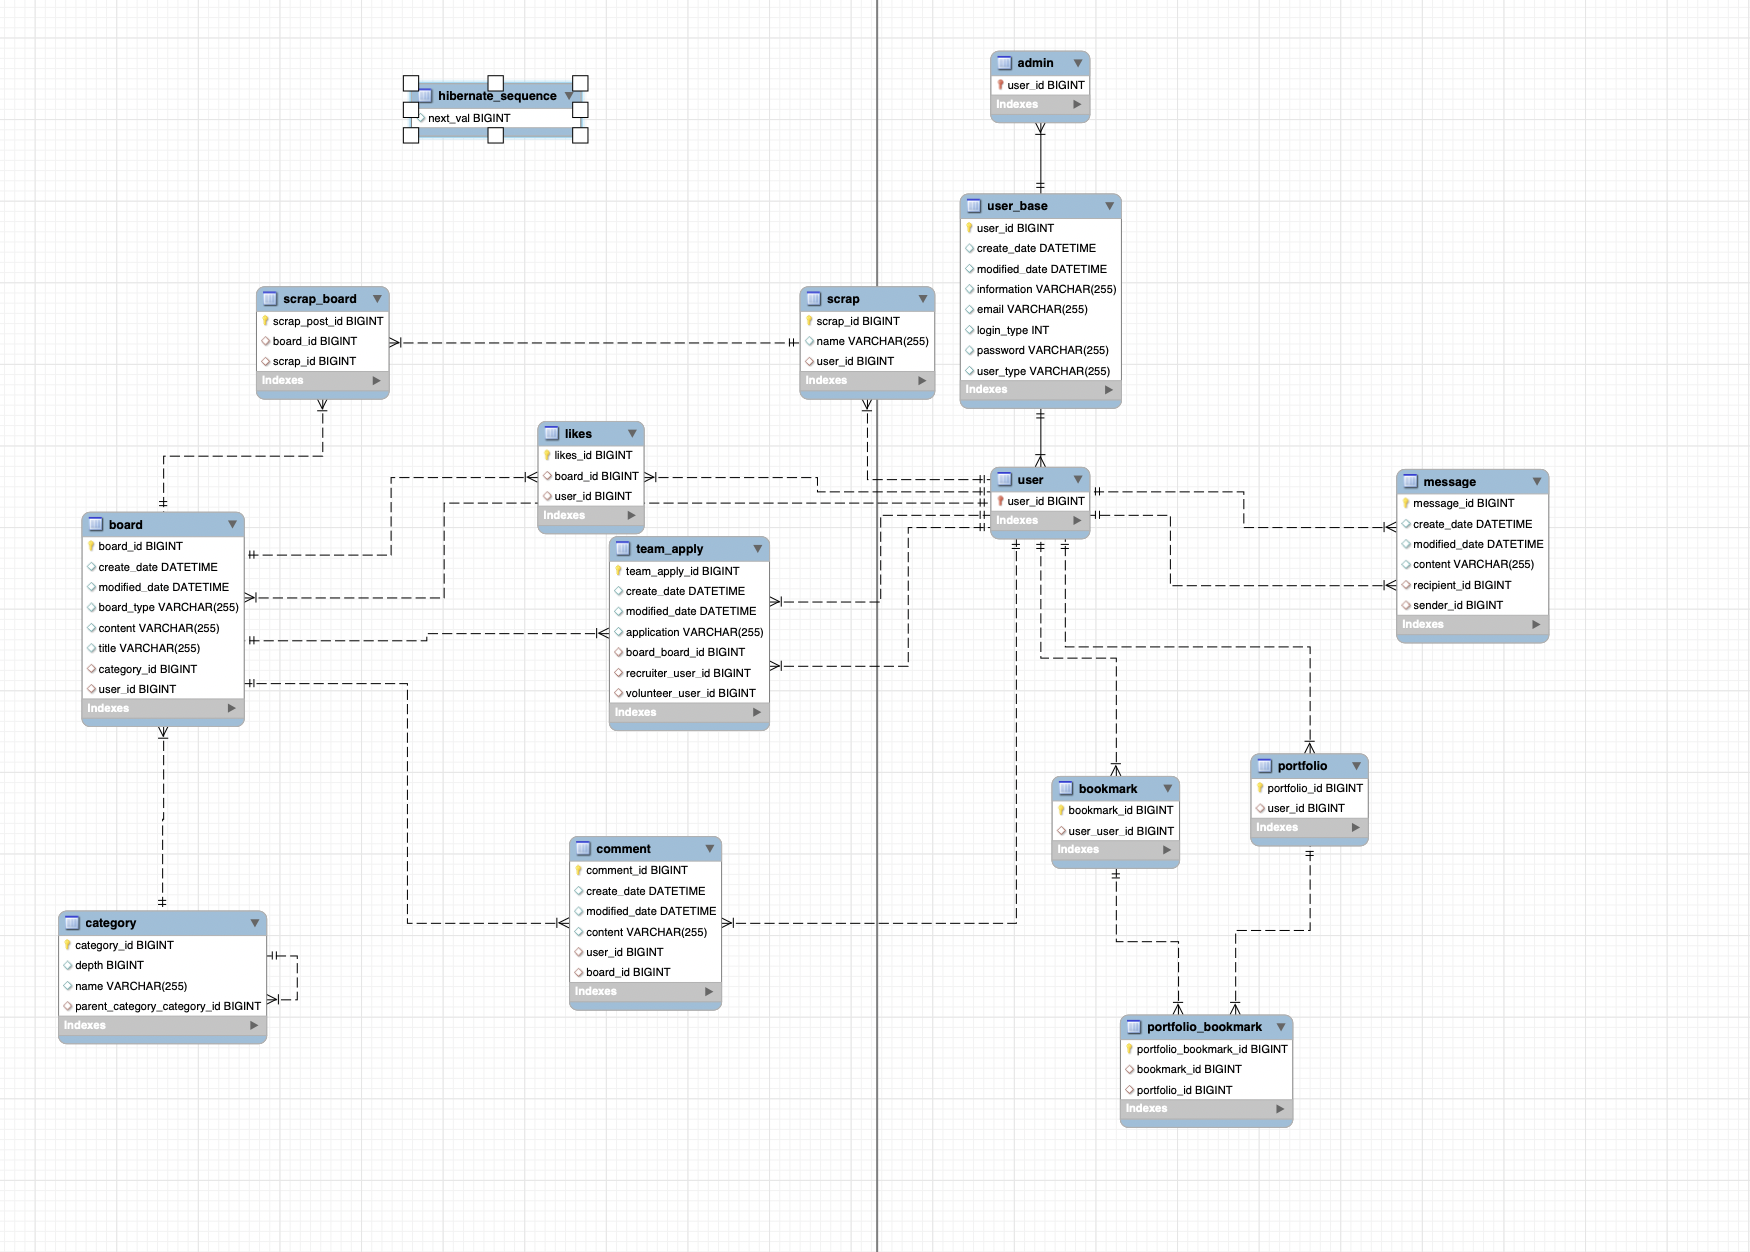 admin
user_id BIGINT
Indexes
hibernate_sequence
next_val BIGINT
user_base
user_id BIGINT
create_date DATETIME
modified_date DATETIME
information VARCHAR(255)
email VARCHAR(255)
login_type INT
password VARCHAR(255)
user_type VARCHAR(255)
Indexes
scrap_board
scrap_post_id BIGINT
board_id BIGINT
scrap_id BIGINT
Indexes
scrap
scrap_id BIGINT
name VARCHAR(255)
user_id BIGINT
Indexes
likes
likes_id BIGINT
board_id BIGINT
user_id BIGINT
Indexes
user
user_id BIGINT
Indexes
message
message_id BIGINT
create_date DATETIME
modified_date DATETIME
content VARCHAR(255)
recipient_id BIGINT
sender_id BIGINT
Indexes
board
board_id BIGINT
create_date DATETIME
modified_date DATETIME
board_type VARCHAR(255)
content VARCHAR(255)
title VARCHAR(255)
category_id BIGINT
user_id BIGINT
Indexes
team_apply
team_apply_id BIGINT
create_date DATETIME
modified_date DATETIME
application VARCHAR(255)
board_board_id BIGINT
recruiter_user_id BIGINT
volunteer_user_id BIGINT
Indexes
bookmark
bookmark_id BIGINT
user_user_id BIGINT
Indexes
portfolio
portfolio_id BIGINT
user_id BIGINT
Indexes
comment
comment_id BIGINT
create_date DATETIME
modified_date DATETIME
content VARCHAR(255)
user_id BIGINT
board_id BIGINT
Indexes
category
category_id BIGINT
depth BIGINT
name VARCHAR(255)
parent_category_category_id BIGINT
Indexes
portfolio_bookmark
portfolio_bookmark_id BIGINT
bookmark_id BIGINT
portfolio_id BIGINT
Indexes